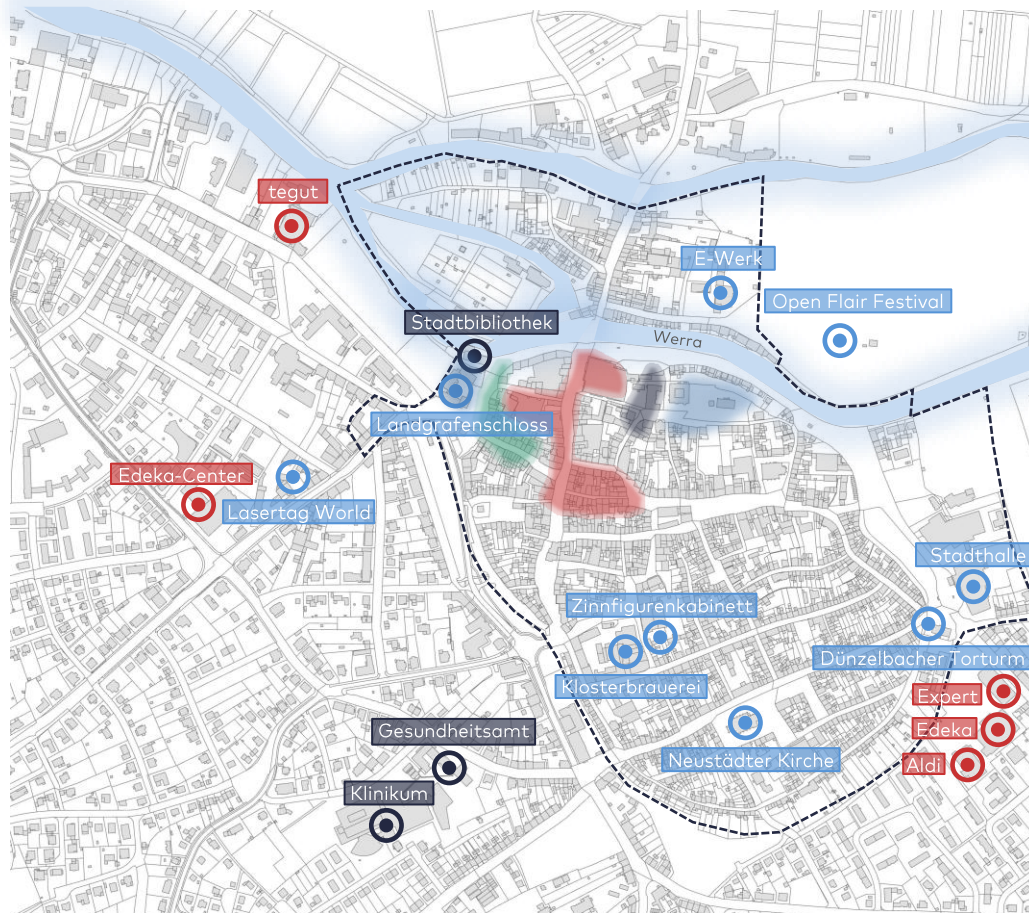 tegut
E-Werk
Open Flair Festival
Stadtbibliothek
Werra
Landgrafenschloss
Edeka-Center
Lasertag World
Stadthalle
Zinnfigurenkabinett
Dünzelbacher Torturm
Klosterbrauerei
Expert
Edeka
Gesundheitsamt
Neustädter Kirche
Aldi
Klinikum